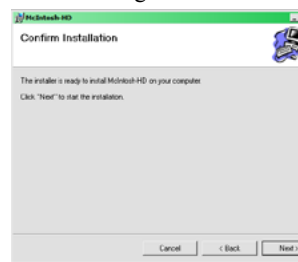 McIntosh-HD
Confirm Installation
The installer is ready to install McIntosh-HD on your computer
Click "Next" to start the installation.
Cancel
< Back
Next >